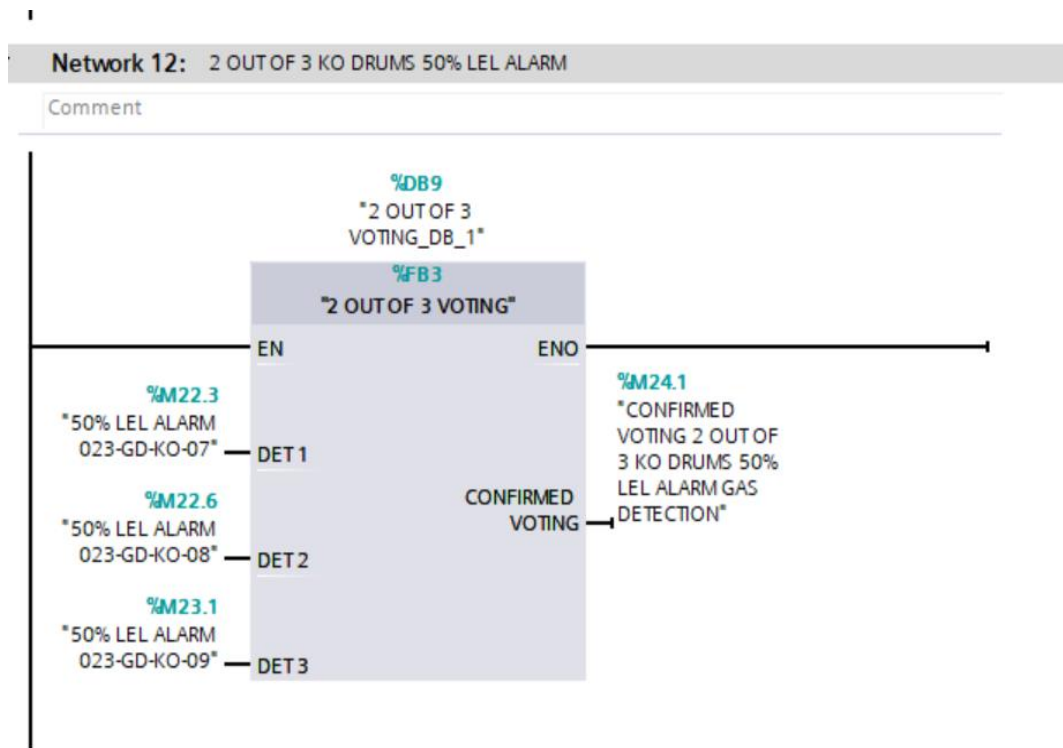 Network 12: 2 OUT OF 3 KO DRUMS 50% LEL ALARM
Comment
%DB9
"2 OUT OF 3
VOTING_DB_1"
%FB3
"2 OUT OF 3 VOTING"
EN
ENO
%M22.3
"50% LEL ALARM
023-GD-KO-07"
DET 1
%M22.6
"50% LEL ALARM
023-GD-KO-08"
DET 2
%M23.1
"50% LEL ALARM
023-GD-KO-09"
DET 3
CONFIRMED
VOTING
%M24.1
"CONFIRMED
VOTING 2 OUT OF
3 KO DRUMS 50%
LEL ALARM GAS
DETECTION"